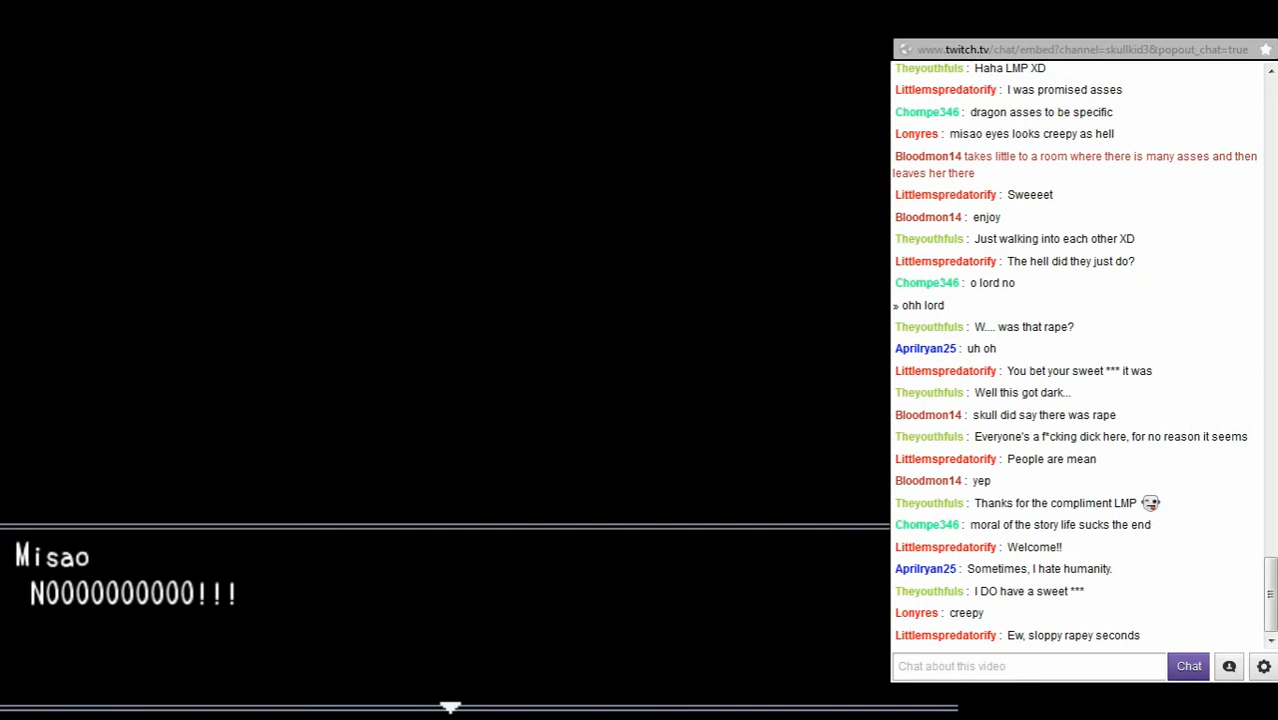 www.twitch.tv/chat/embed?channel=skullkid3&popout_chat=true
Theyouthfuls : Haha LMP XD
Littlemspredatorify : I was promised asses
Chompe346 : dragon asses to be specific
Lonyres : misao eyes looks creepy as hell
Bloodmon14 takes little to a room where there is many asses and then
leaves her there
Littlemspredatorify : Sweeeet
Bloodmon14 : enjoy
Theyouthfuls : Just walking into each other XD
Littlemspredatorify : The hell did they just do?
Chompe346 : o lord no
» ohh lord
Theyouthfuls : W.... was that rape?
Aprilryan25 : uh oh
Littlemspredatorify : You bet your sweet *** it was
Theyouthfuls : Well this got dark...
Bloodmon14 : skull did say there was rape
Theyouthfuls : Everyone's a f*cking dick here, for no reason it seems
Littlemspredatorify : People are mean
Bloodmon14 : yep
Theyouthfuls : Thanks for the compliment LMP
Chompe346 : moral of the story life sucks the end
Littlemspredatorify : Welcome!!
Aprilryan25 : Sometimes, I hate humanity.
Theyouthfuls : I DO have a sweet ***
Lonyres : creepy
Littlemspredatorify : Ew, sloppy rapey seconds
Chat about this video
Chat
Misao
NOOOOOOOOOO!!!